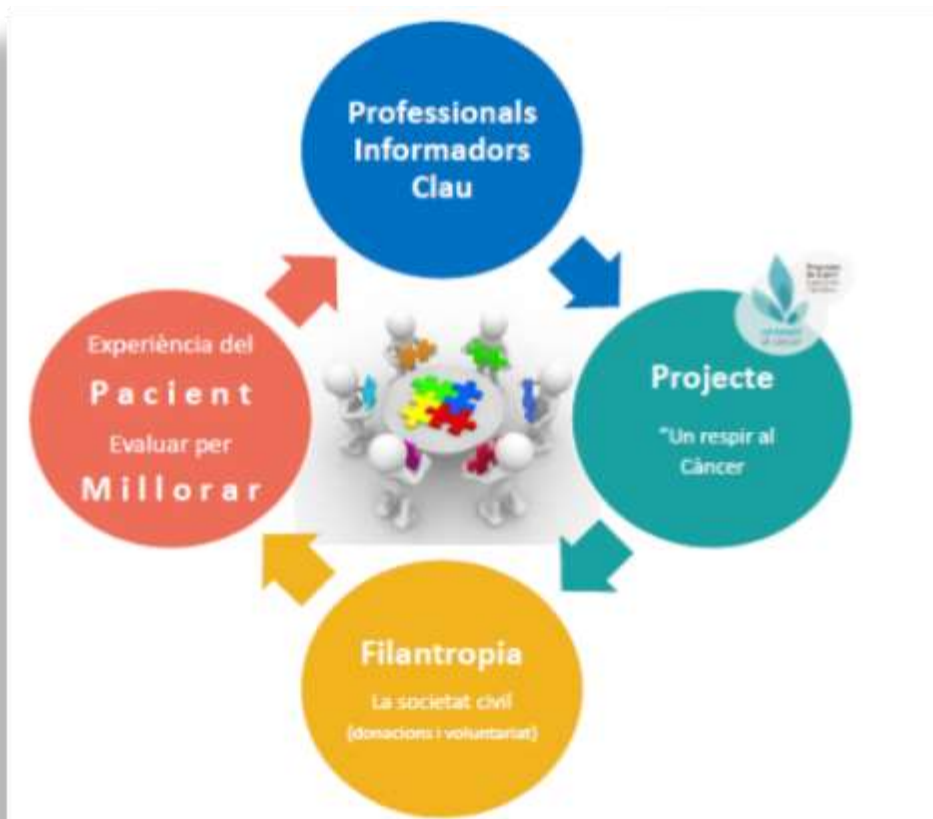 Professionals
Informadors
Clau
Projecte
"Un respir al
Càncer
Filantropia
La societat civil
(donacions i voluntariat)
Experiència del
Pacient
Evaluar per
Millorar